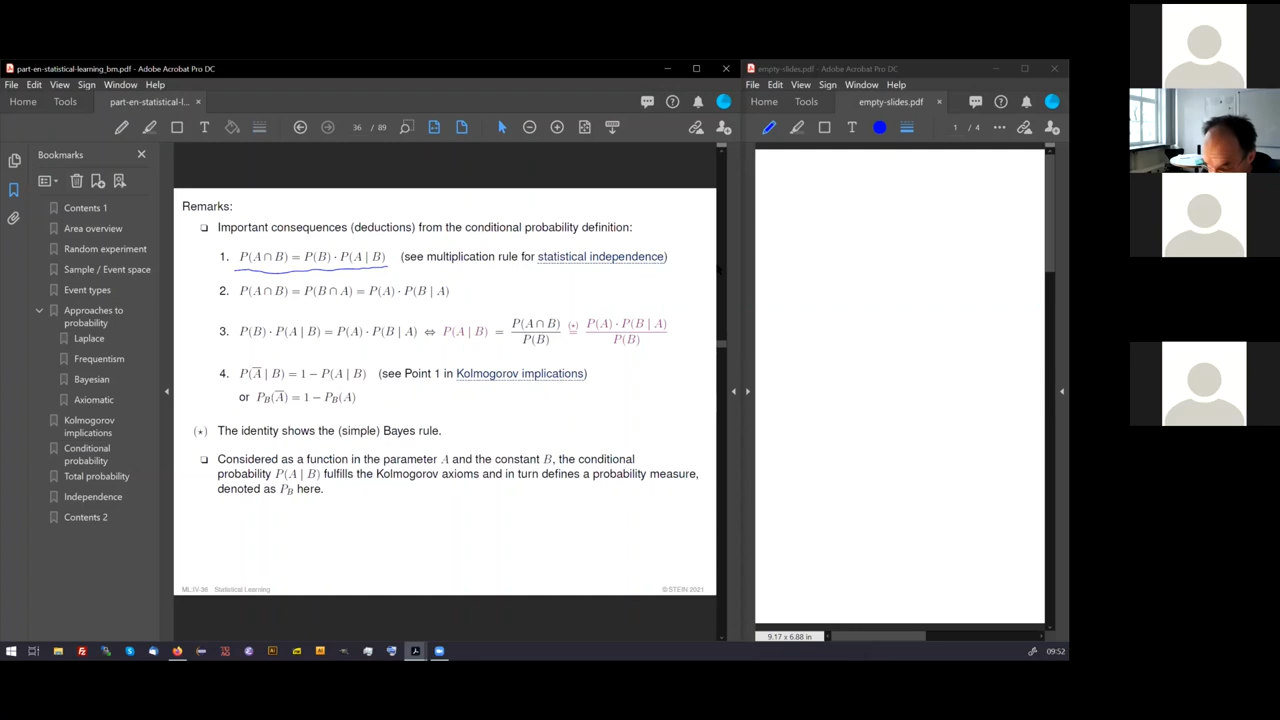 part-en-statistical-learning_bm.pdf - Adobe Acrobat Pro DC
File Edit View Sign Window Help
Home Tools part-en-statistical-l... ×
36 / 89
Bookmarks
Contents 1
Area overview
Random experiment
Sample / Event space
Event types
Approaches to
probability
Laplace
Frequentism
Bayesian
Axiomatic
Kolmogorov
implications
Conditional
probability
Total probability
Independence
Contents 2
Remarks:
❑ Important consequences (deductions) from the conditional probability definition:
1. P(A ∩ B) = P(B) · P(A | B) (see multiplication rule for statistical independence)
2. P(A ∩ B) = P(B ∩ A) = P(A) · P(B | A)
3. P(B) · P(A | B) = P(A) · P(B | A) ⇔ P(A | B) = P(A ∩ B) / P(B) (⋆)= P(A) · P(B | A) / P(B)
4. P(A̅ | B) = 1 − P(A | B) (see Point 1 in Kolmogorov implications)
or P_B(A̅) = 1 − P_B(A)
(⋆) The identity shows the (simple) Bayes rule.
❑ Considered as a function in the parameter A and the constant B, the conditional
probability P(A | B) fulfills the Kolmogorov axioms and in turn defines a probability measure,
denoted as P_B here.
ML:IV-36 Statistical Learning
©STEIN 2021
empty-slides.pdf - Adobe Acrobat Pro DC
File Edit View Sign Window Help
Home Tools empty-slides.pdf ×
1 / 4
9.17 x 6.88 in
09:52